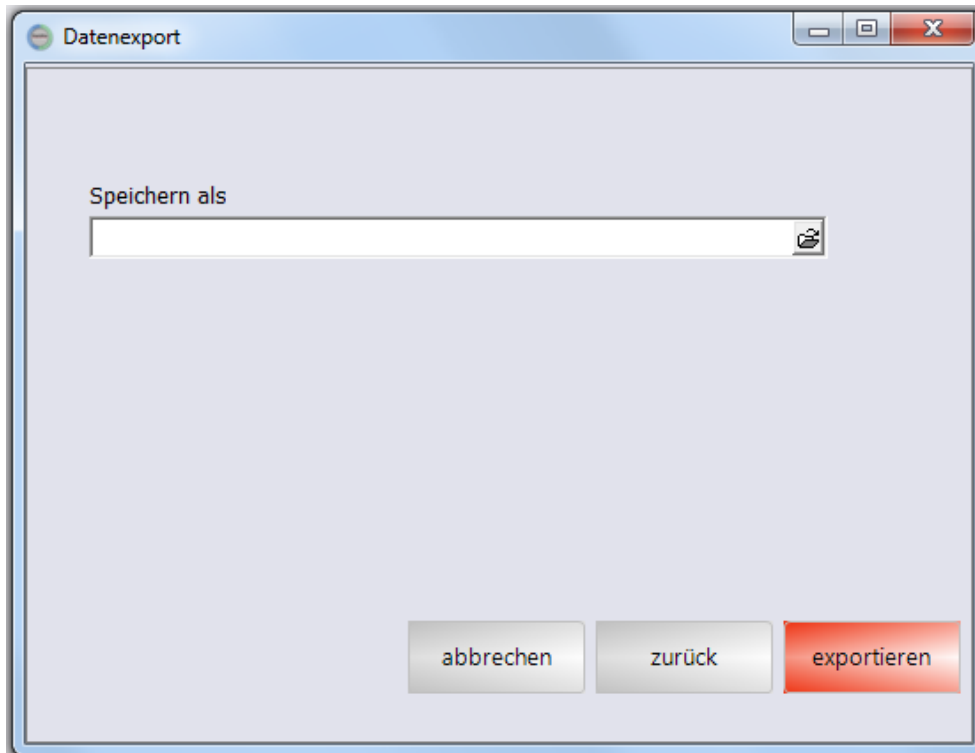 Datenexport
Speichern als
abbrechen
zurück
exportieren